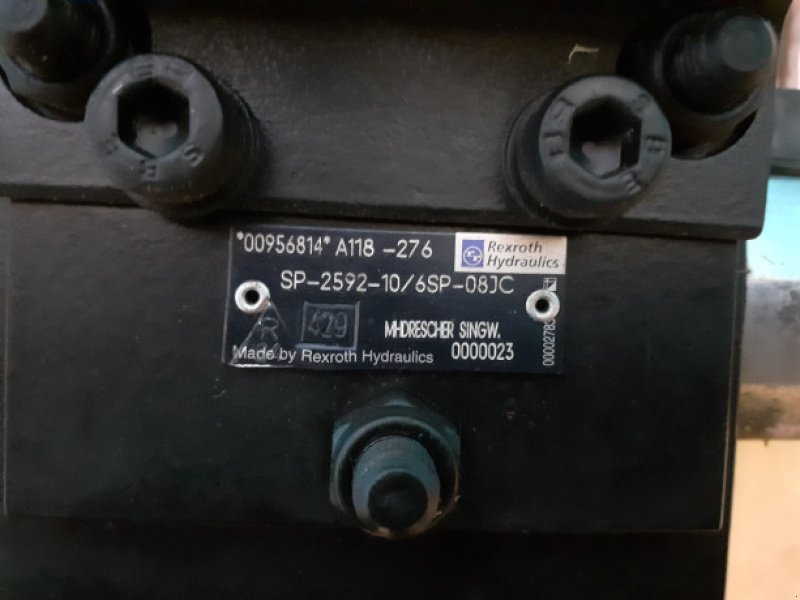 *00956814* A118 -276
Rexroth
Hydraulics
SP-2592-10/6SP-08JC
429
MHDRESCHER SINGW.
Made by Rexroth Hydraulics 0000023